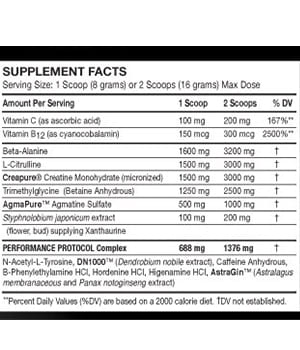 SUPPLEMENT FACTS
Serving Size: 1 Scoop (8 grams) or 2 Scoops (16 grams) Max Dose
Amount Per Serving 1 Scoop 2 Scoops % DV
Vitamin C (as ascorbic acid) 100 mg 200 mg 167%**
Vitamin B12 (as cyanocobalamin) 150 mcg 300 mcg 2500%**
Beta-Alanine 1600 mg 3200 mg †
L-Citrulline 1500 mg 3000 mg †
Creapure® Creatine Monohydrate (micronized) 1500 mg 3000 mg †
Trimethylglycine (Betaine Anhydrous) 1250 mg 2500 mg †
AgmaPure™ Agmatine Sulfate 500 mg 1000 mg †
Styphnolobium japonicum extract 100 mg 200 mg †
(flower, bud) supplying Xanthaurine
PERFORMANCE PROTOCOL Complex 688 mg 1376 mg †
N-Acetyl-L-Tyrosine, DN1000™ (Dendrobium nobile extract), Caffeine Anhydrous,
B-Phenylethylamine HCl, Hordenine HCl, Higenamine HCl, AstraGin™ (Astralagus
membranaceous and Panax notoginseng extract)
**Percent Daily Values (%DV) are based on a 2000 calorie diet. †DV not established.